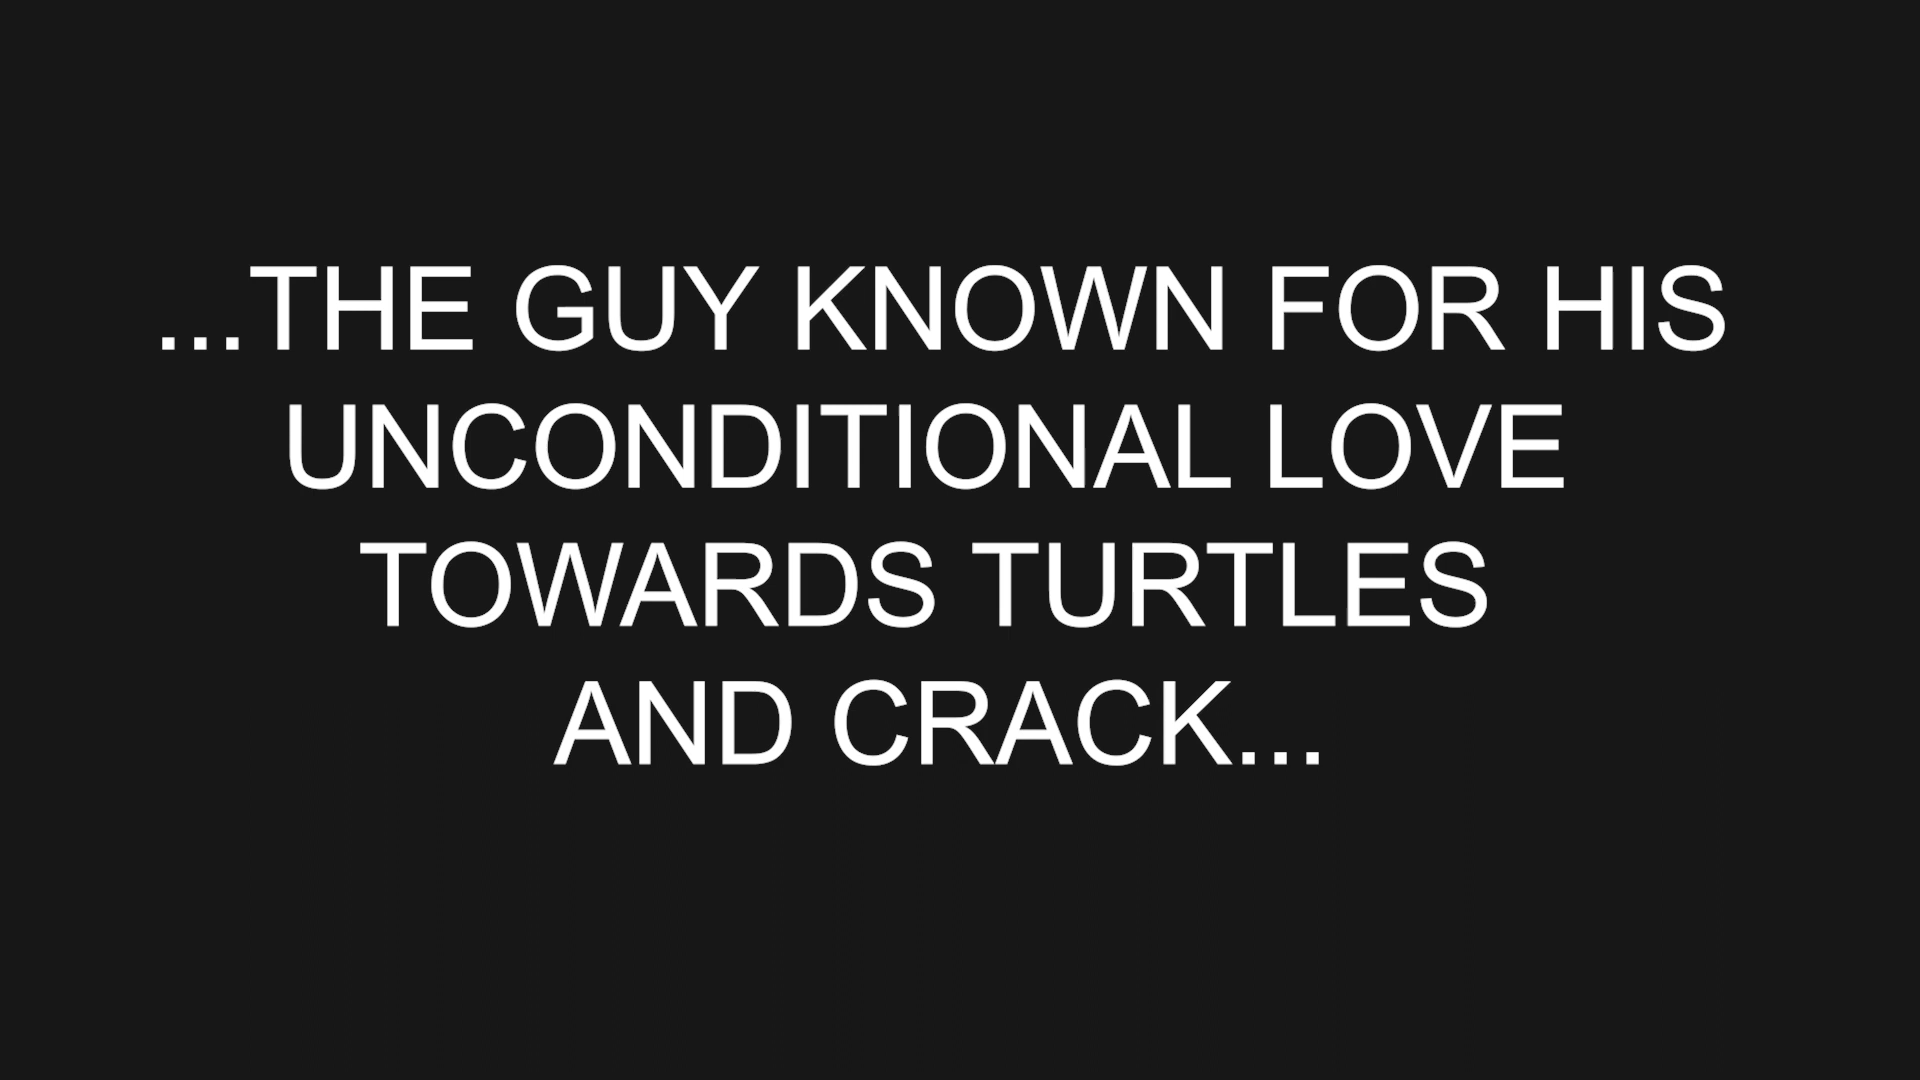 ...THE GUY KNOWN FOR HIS
UNCONDITIONAL LOVE
TOWARDS TURTLES
AND CRACK...